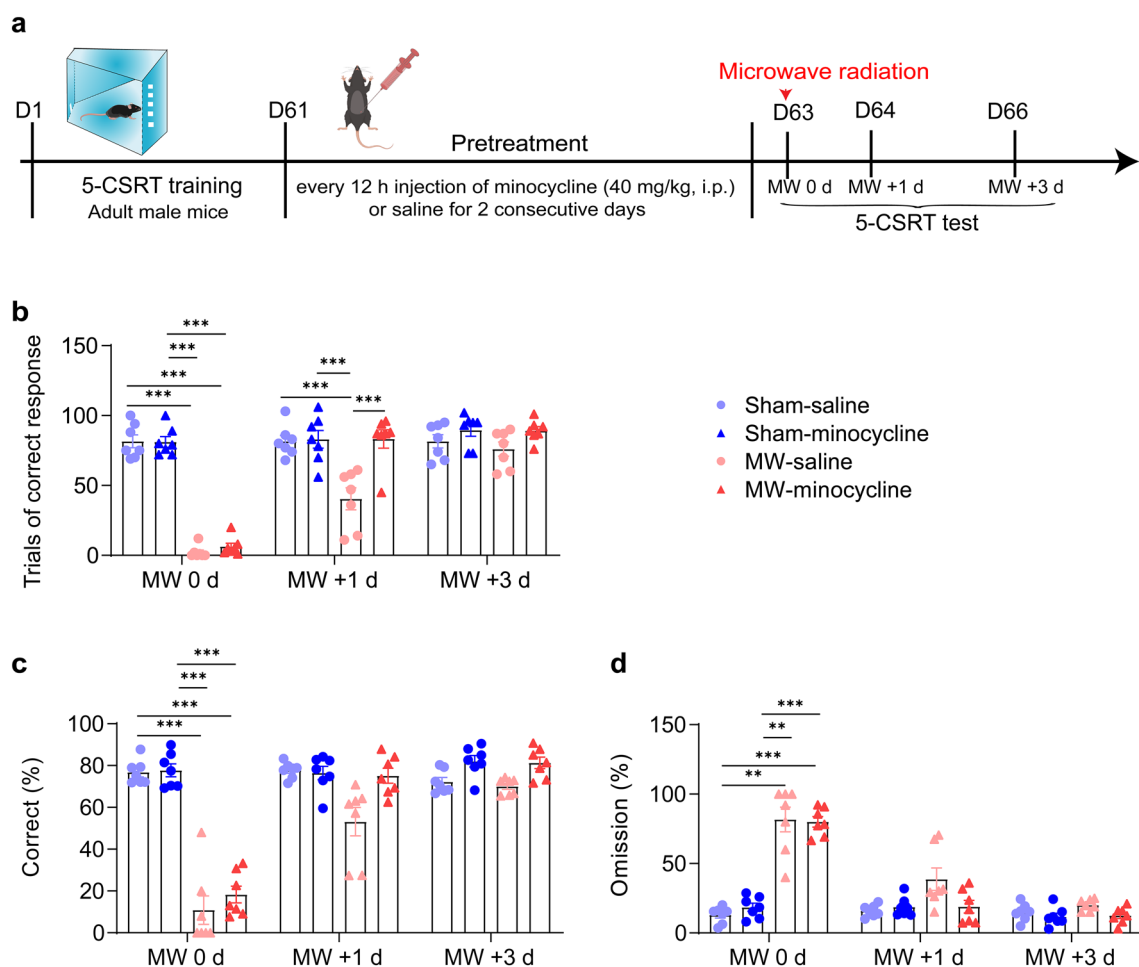 a
Microwave radiation
D1
D61
D63
D64
D66
Pretreatment
5-CSRT training
Adult male mice
every 12 h injection of minocycline (40 mg/kg, i.p.)
or saline for 2 consecutive days
MW 0 d
MW +1 d
MW +3 d
5-CSRT test
b
Trials of correct response
150
100
50
0
***
***
***
***
***
***
***
MW 0 d
MW +1 d
MW +3 d
Sham-saline
Sham-minocycline
MW-saline
MW-minocycline
c
Correct (%)
100
80
60
40
20
0
***
***
***
***
MW 0 d
MW +1 d
MW +3 d
d
Omission (%)
150
100
50
0
***
**
***
**
MW 0 d
MW +1 d
MW +3 d